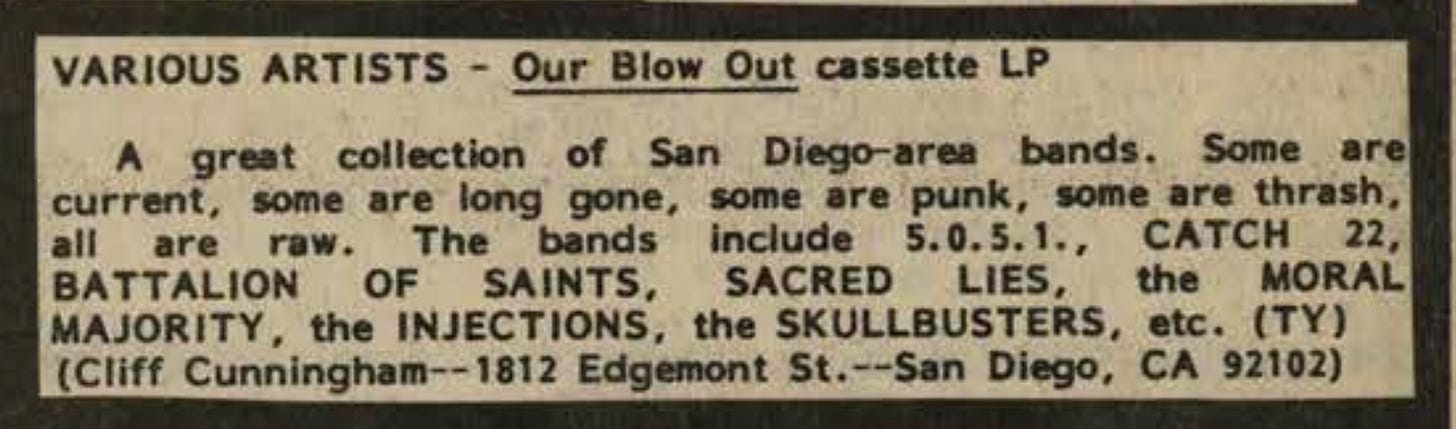 VARIOUS ARTISTS - Our Blow Out cassette LP
A great collection of San Diego-area bands. Some are
current, some are long gone, some are punk, some are thrash,
all are raw. The bands include 5.0.5.1., CATCH 22,
BATTALION OF SAINTS, SACRED LIES, the MORAL
MAJORITY, the INJECTIONS, the SKULLBUSTERS, etc. (TY)
(Cliff Cunningham--1812 Edgemont St.--San Diego, CA 92102)